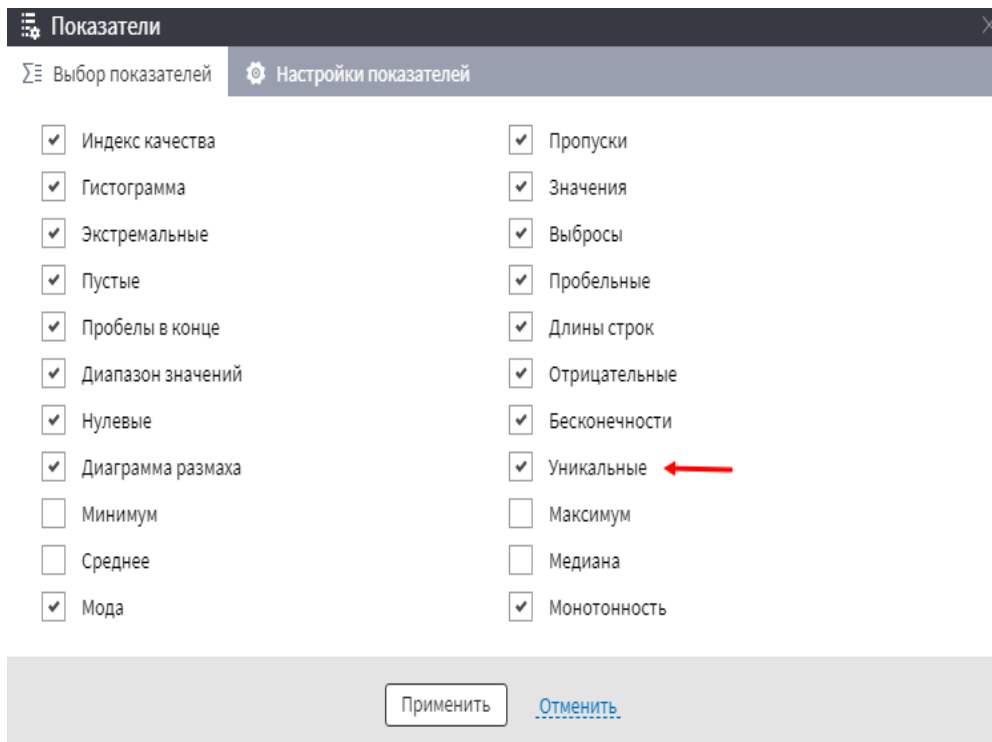 Показатели
Выбор показателей
Настройки показателей
Индекс качества
Пропуски
Гистограмма
Значения
Экстремальные
Выбросы
Пустые
Пробельные
Пробелы в конце
Длины строк
Диапазон значений
Отрицательные
Нулевые
Бесконечности
Диаграмма размаха
Уникальные
Минимум
Максимум
Среднее
Медиана
Мода
Монотонность
Применить
Отменить